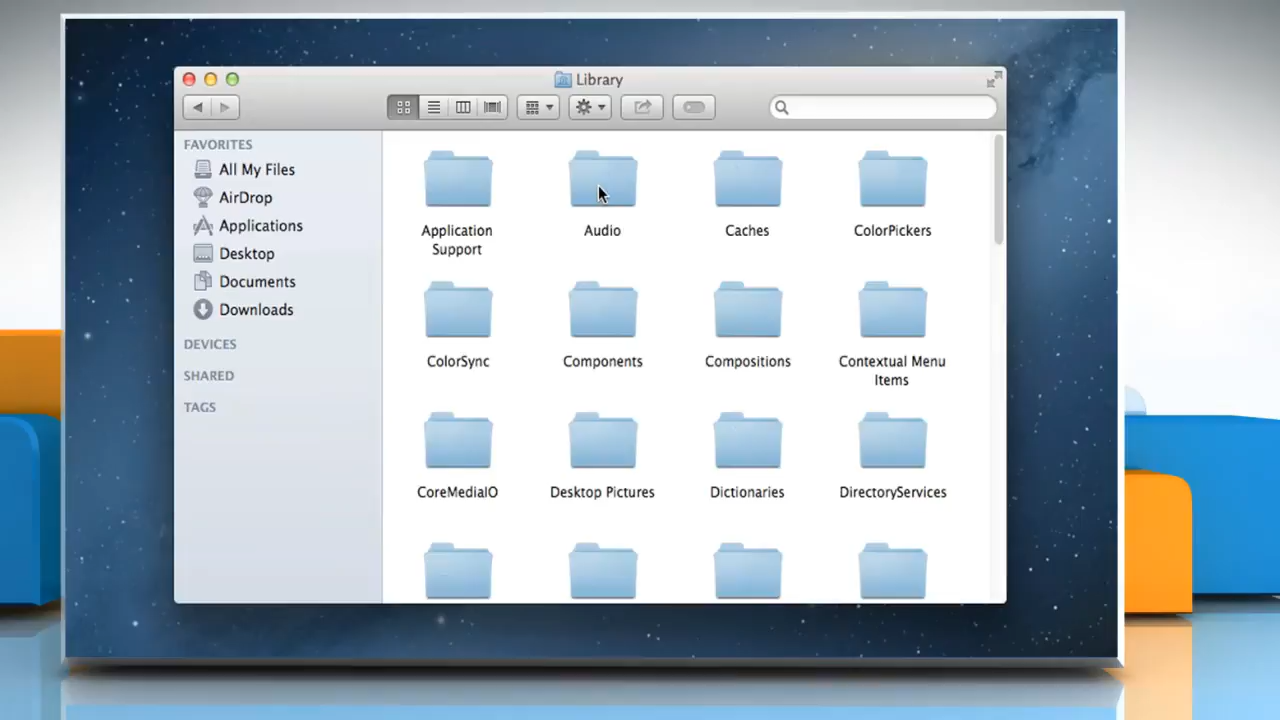 Library
FAVORITES
All My Files
AirDrop
Applications
Desktop
Documents
Downloads
DEVICES
SHARED
TAGS
Application
Support
Audio
Caches
ColorPickers
ColorSync
Components
Compositions
Contextual Menu
Items
CoreMediaIO
Desktop Pictures
Dictionaries
DirectoryServices